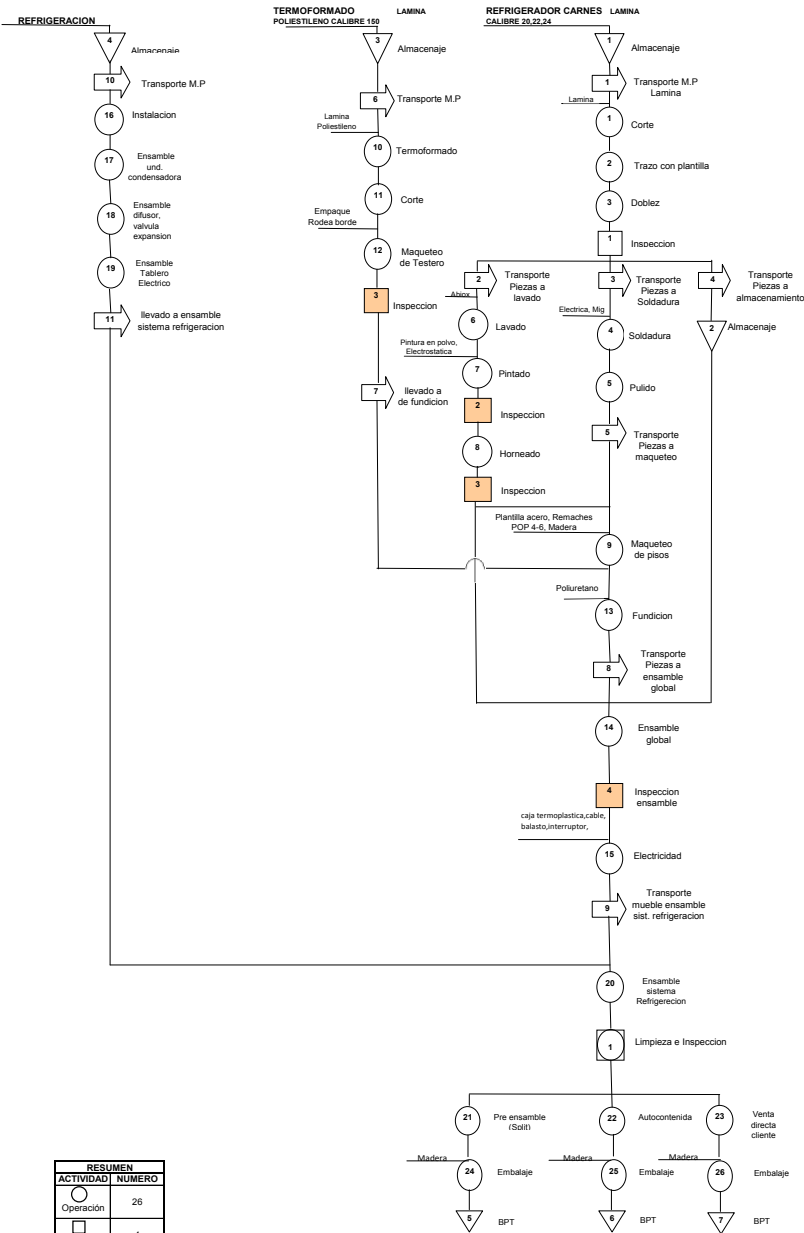 REFRIGERACION
4
Almacenaje
10
Transporte M.P
16
Instalacion
17
Ensamble
und.
condensadora
18
Ensamble
difusor,
valvula
expansion
19
Ensamble
Tablero
Electrico
11
llevado a ensamble
sistema refrigeracion
TERMOFORMADO LAMINA
POLIESTILENO CALIBRE 150
3
Almacenaje
6
Transporte M.P
Lamina
Poliestileno
10
Termoformado
11
Corte
Empaque
Rodea borde
12
Maqueteo
de Testero
3
Inspeccion
7
llevado a
de fundicion
REFRIGERADOR CARNES LAMINA
CALIBRE 20,22,24
1
Almacenaje
1
Transporte M.P
Lamina
Lamina
1
Corte
2
Trazo con plantilla
3
Doblez
1
Inspeccion
2
Transporte
Piezas a
lavado
Abiox
6
Lavado
Pintura en polvo,
Electrostatica
7
Pintado
2
Inspeccion
8
Horneado
3
Inspeccion
3
Transporte
Piezas a
Soldadura
Electrica, Mig
4
Soldadura
5
Pulido
5
Transporte
Piezas a
maqueteo
4
Transporte
Piezas a
almacenamiento
2
Almacenaje
Plantilla acero, Remaches
POP 4-6, Madera
9
Maqueteo
de pisos
Poliuretano
13
Fundicion
8
Transporte
Piezas a
ensamble
global
14
Ensamble
global
4
Inspeccion
ensamble
caja termoplastica,cable,
balasto,interruptor,
15
Electricidad
9
Transporte
mueble ensamble
sist. refrigeracion
20
Ensamble
sistema
Refrigerecion
1
Limpieza e Inspeccion
21
Pre ensamble
(Split)
22
Autocontenida
23
Venta
directa
cliente
Madera
24
Embalaje
Madera
25
Embalaje
Madera
26
Embalaje
5
BPT
6
BPT
7
BPT
RESUMEN
ACTIVIDAD NUMERO
Operación 26